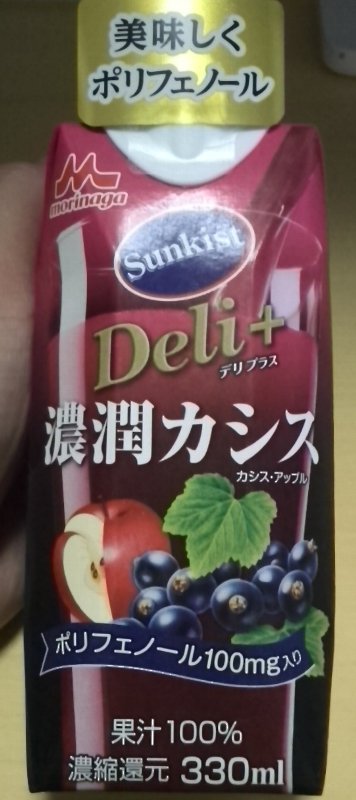 美味しく
ポリフェノール
morinaga
Sunkist
Deli+
デリプラス
濃潤カシス
カシス・アップル
ポリフェノール100mg入り
果汁100%
濃縮還元 330ml